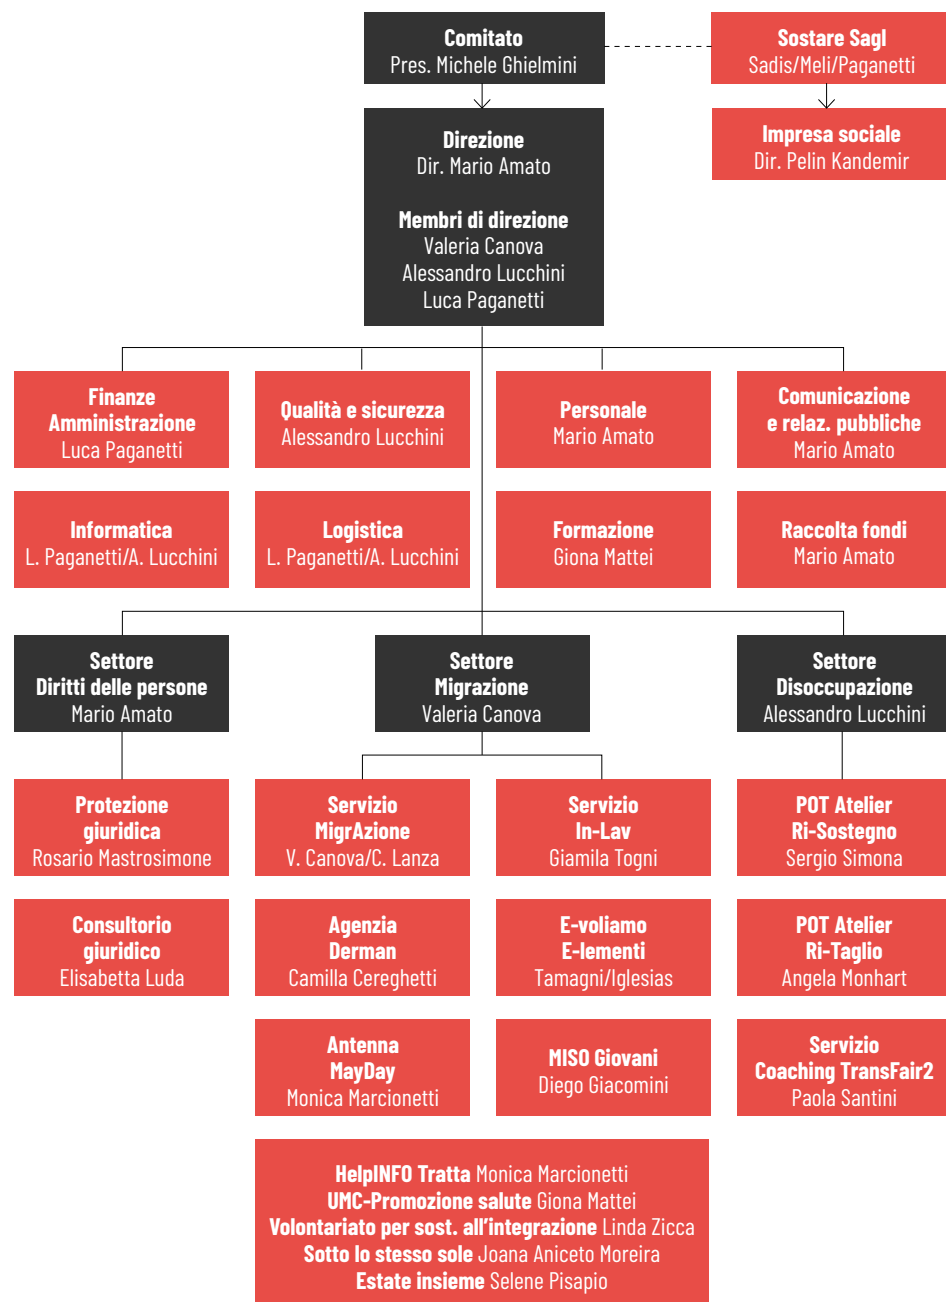 Comitato
Pres. Michele Ghielmini
Sostare Sagl
Sadis/Meli/Paganetti
Direzione
Dir. Mario Amato
Membri di direzione
Valeria Canova
Alessandro Lucchini
Luca Paganetti
Impresa sociale
Dir. Pelin Kandemir
Finanze
Amministrazione
Luca Paganetti
Qualità e sicurezza
Alessandro Lucchini
Personale
Mario Amato
Comunicazione
e relaz. pubbliche
Mario Amato
Informatica
L. Paganetti/A. Lucchini
Logistica
L. Paganetti/A. Lucchini
Formazione
Giona Mattei
Raccolta fondi
Mario Amato
Settore
Diritti delle persone
Mario Amato
Settore
Migrazione
Valeria Canova
Settore
Disoccupazione
Alessandro Lucchini
Protezione
giuridica
Rosario Mastrosimone
Servizio
MigrAzione
V. Canova/C. Lanza
Servizio
In-Lav
Giamila Togni
POT Atelier
Ri-Sostegno
Sergio Simona
Consultorio
giuridico
Elisabetta Luda
Agenzia
Derman
Camilla Cereghetti
E-voliamo
E-lementi
Tamagni/Iglesias
POT Atelier
Ri-Taglio
Angela Monhart
Antenna
MayDay
Monica Marcionetti
MISO Giovani
Diego Giacomini
Servizio
Coaching TransFair2
Paola Santini
HelpINFO Tratta Monica Marcionetti
UMC-Promozione salute Giona Mattei
Volontariato per sost. all'integrazione Linda Zicca
Sotto lo stesso sole Joana Aniceto Moreira
Estate insieme Selene Pisapio